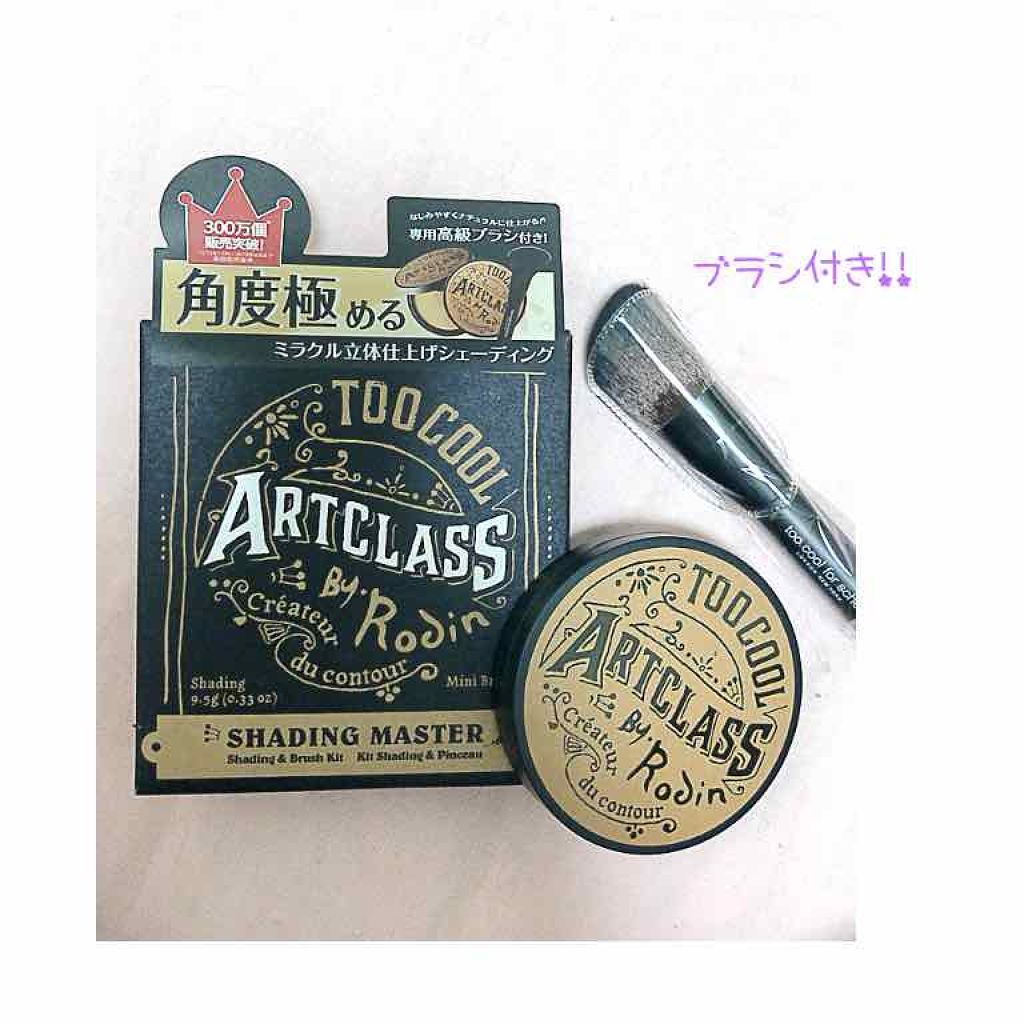 300万個
販売突破!
なじみやすくナチュラルに仕上がる
専用高級ブラシ付き!
角度極める
ミラクル立体仕上げシェーディング
TOO COOL
ARTCLASS
By. Rodin
Créateur
du contour
Shading
9.5g (0.33 oz)
Mini
SHADING MASTER
Shading & Brush Kit Kit Shading & Pinceau
ブラシ付き!!
too cool for
TOO COOL
ARTCLASS
By. Rodin
Créateur
du contour